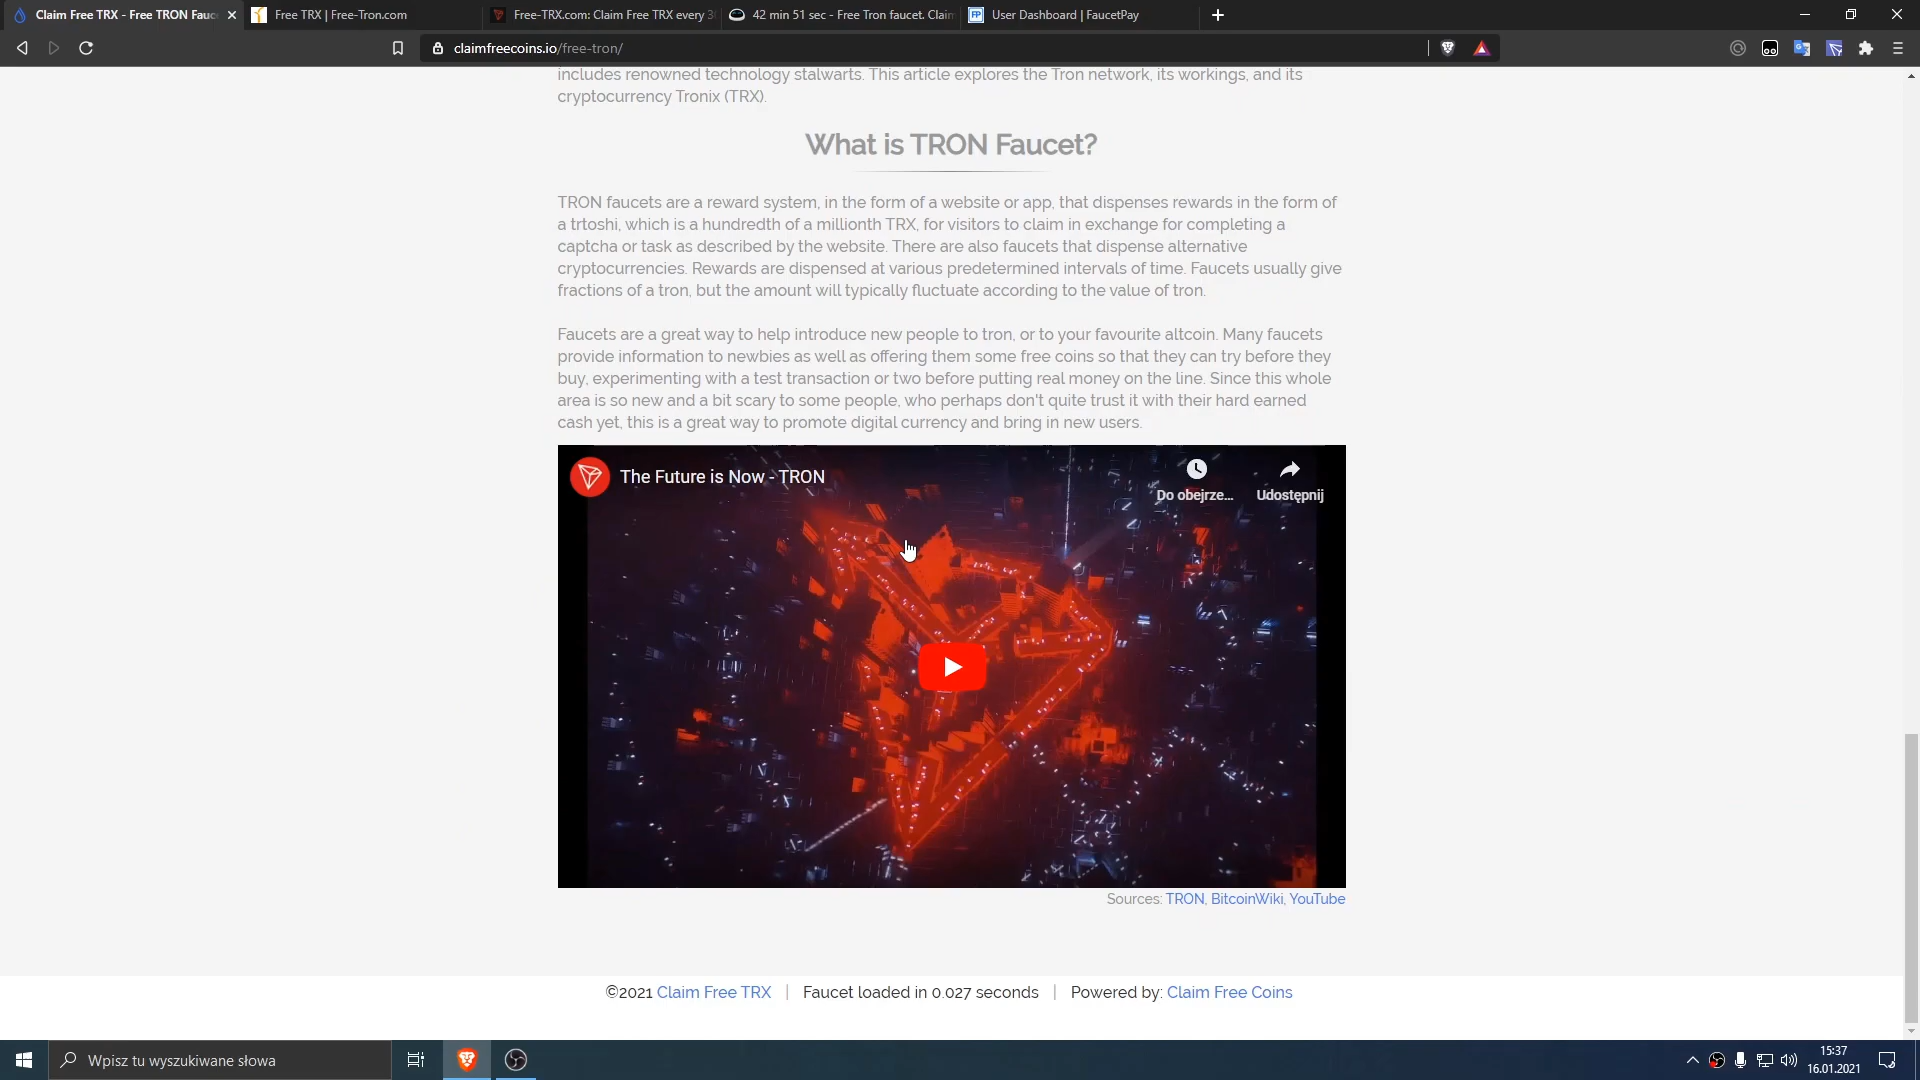 Claim Free TRX - Free TRON Fauc
Free TRX | Free-Tron.com
Free-TRX.com: Claim Free TRX every 3
42 min 51 sec - Free Tron faucet. Clain
FP
User Dashboard | FaucetPay
claimfreecoins.io/free-tron/
includes renowned technology stalwarts. This article explores the Tron network, its workings, and its
cryptocurrency Tronix (TRX).
What is TRON Faucet?
TRON faucets are a reward system, in the form of a website or app, that dispenses rewards in the form of
a trtoshi, which is a hundredth of a millionth TRX, for visitors to claim in exchange for completing a
captcha or task as described by the website. There are also faucets that dispense alternative
cryptocurrencies. Rewards are dispensed at various predetermined intervals of time. Faucets usually give
fractions of a tron, but the amount will typically fluctuate according to the value of tron.
Faucets are a great way to help introduce new people to tron, or to your favourite altcoin. Many faucets
provide information to newbies as well as offering them some free coins so that they can try before they
buy, experimenting with a test transaction or two before putting real money on the line. Since this whole
area is so new and a bit scary to some people, who perhaps don't quite trust it with their hard earned
cash yet, this is a great way to promote digital currency and bring in new users.
The Future is Now - TRON
Do obejrze...
Udostępnij
Sources: TRON, BitcoinWiki, YouTube
©2021 Claim Free TRX | Faucet loaded in 0.027 seconds | Powered by: Claim Free Coins
Wpisz tu wyszukiwane słowa
15:37
16.01.2021